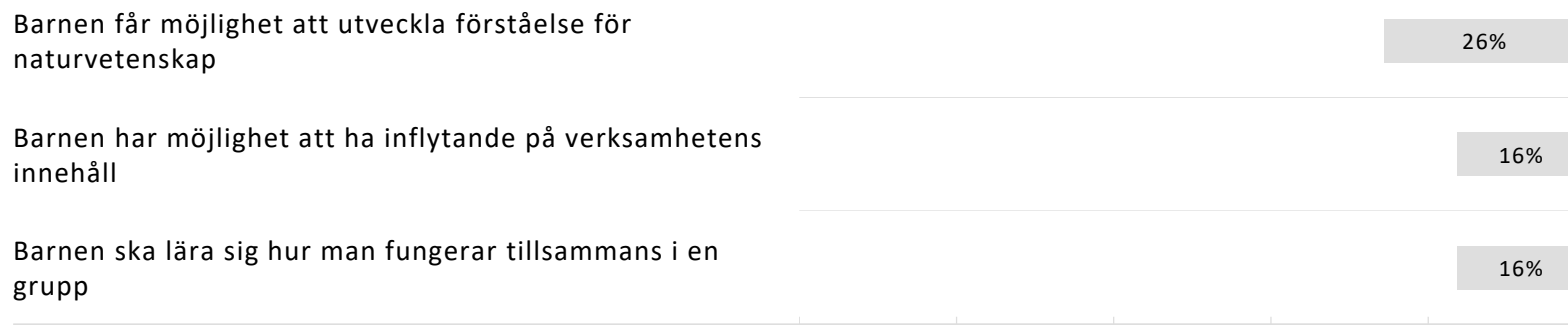 Barnen får möjlighet att utveckla förståelse för
naturvetenskap
26%
Barnen har möjlighet att ha inflytande på verksamhetens
innehåll
16%
Barnen ska lära sig hur man fungerar tillsammans i en
grupp
16%